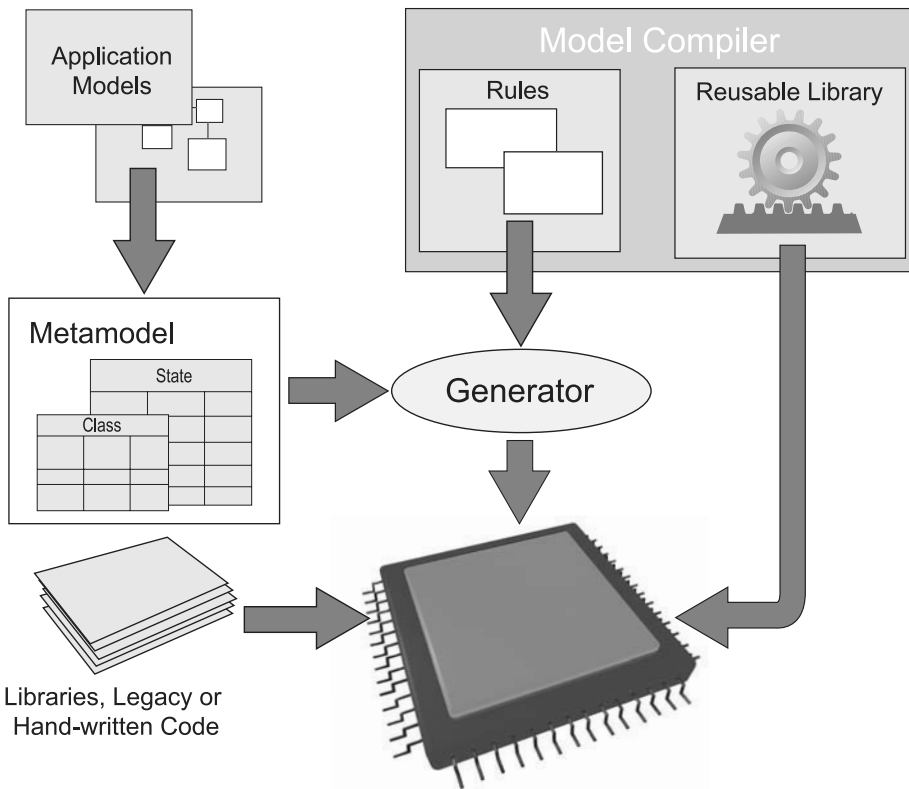 Application
Models
Model Compiler
Rules
Reusable Library
Metamodel
State
Class
Generator
Libraries, Legacy or
Hand-written Code